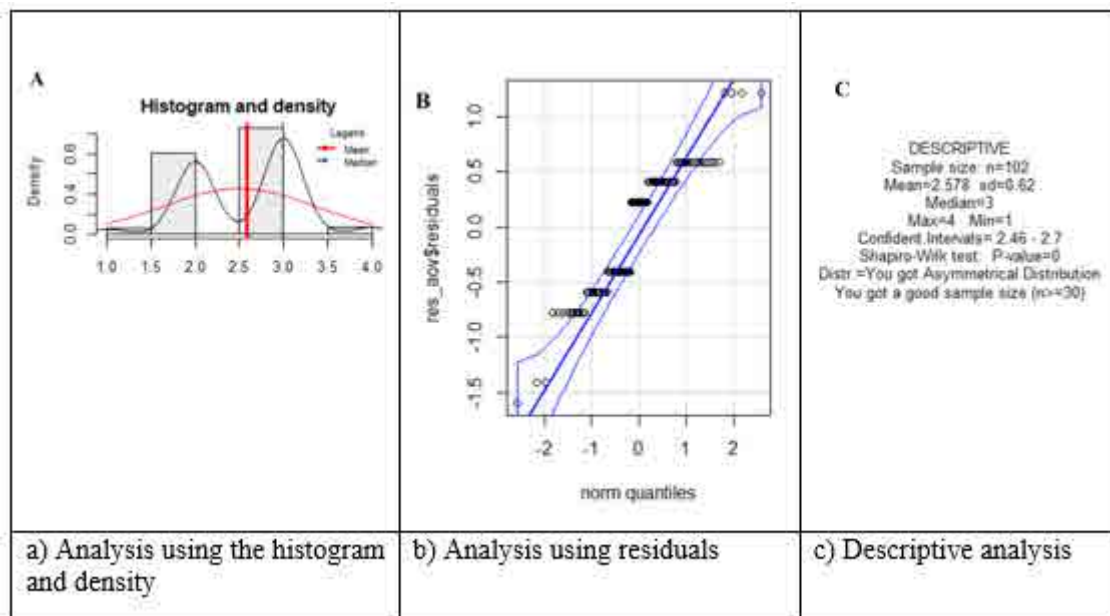 A
Histogram and density
Legend
Mean
Median
Density
0.0 0.4 0.8
1.0 1.5 2.0 2.5 3.0 3.5 4.0
B
res_aov$residuals
-1.5 -1.0 -0.5 0.0 0.5 1.0
-2 -1 0 1 2
norm quantiles
C
DESCRIPTIVE
Sample size: n=102
Mean=2.578 sd=0.62
Median=3
Max=4 Min=1
Confident Intervals= 2.46 - 2.7
Shapiro-Wilk test: P-value=0
Distr =You got Asymmetrical Distribution
You got a good sample size (n>=30)
a) Analysis using the histogram
and density
b) Analysis using residuals
c) Descriptive analysis